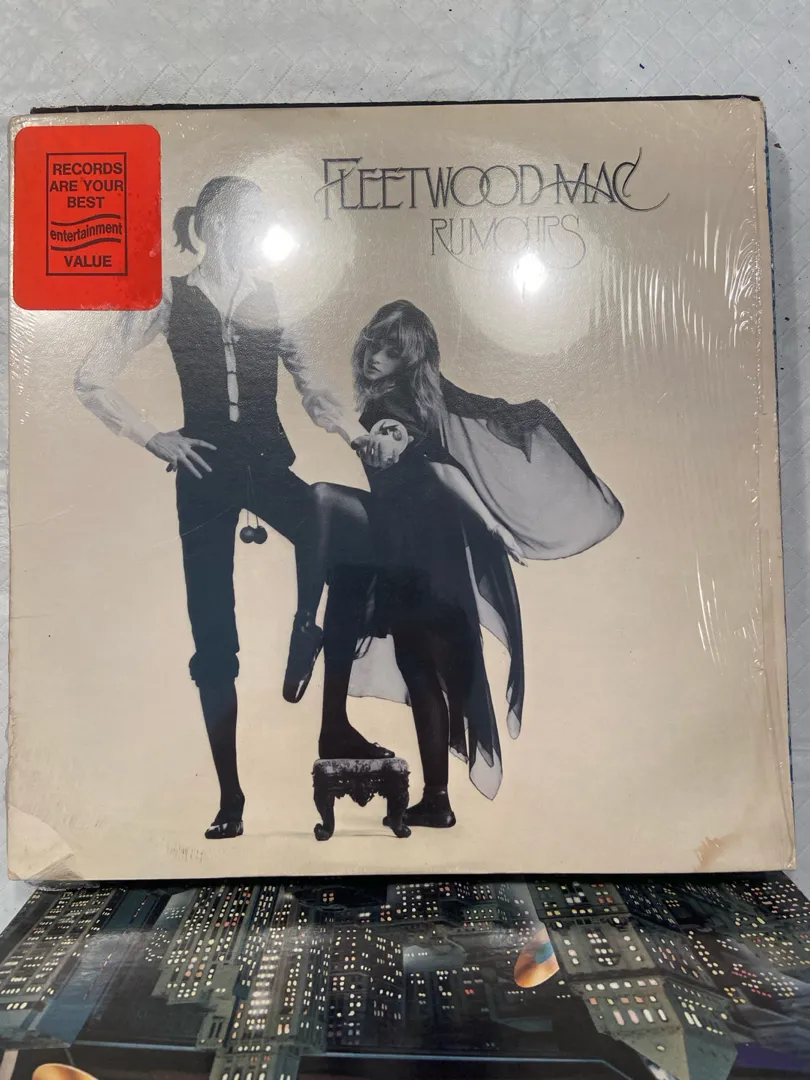 RECORDS
ARE YOUR
BEST
entertainment
VALUE
FLEETWOOD MAC
RUMOURS